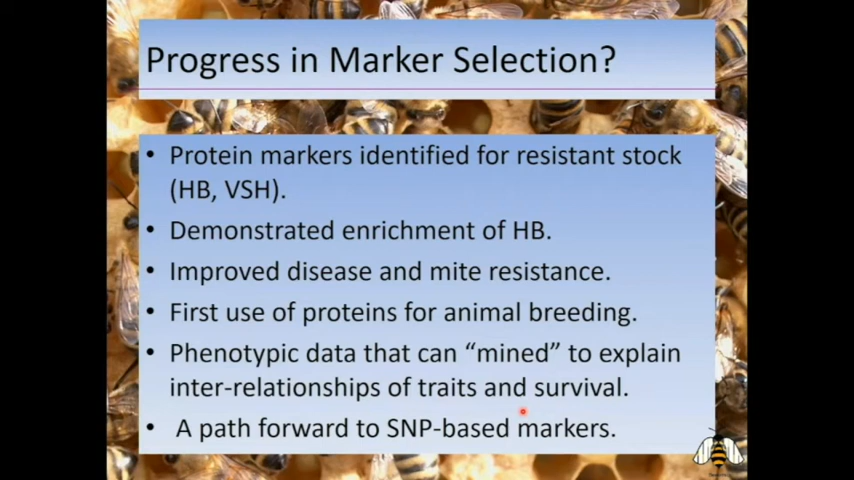 Progress in Marker Selection?
• Protein markers identified for resistant stock
(HB, VSH).
• Demonstrated enrichment of HB.
• Improved disease and mite resistance.
• First use of proteins for animal breeding.
• Phenotypic data that can “mined” to explain
inter-relationships of traits and survival.
• A path forward to SNP-based markers.